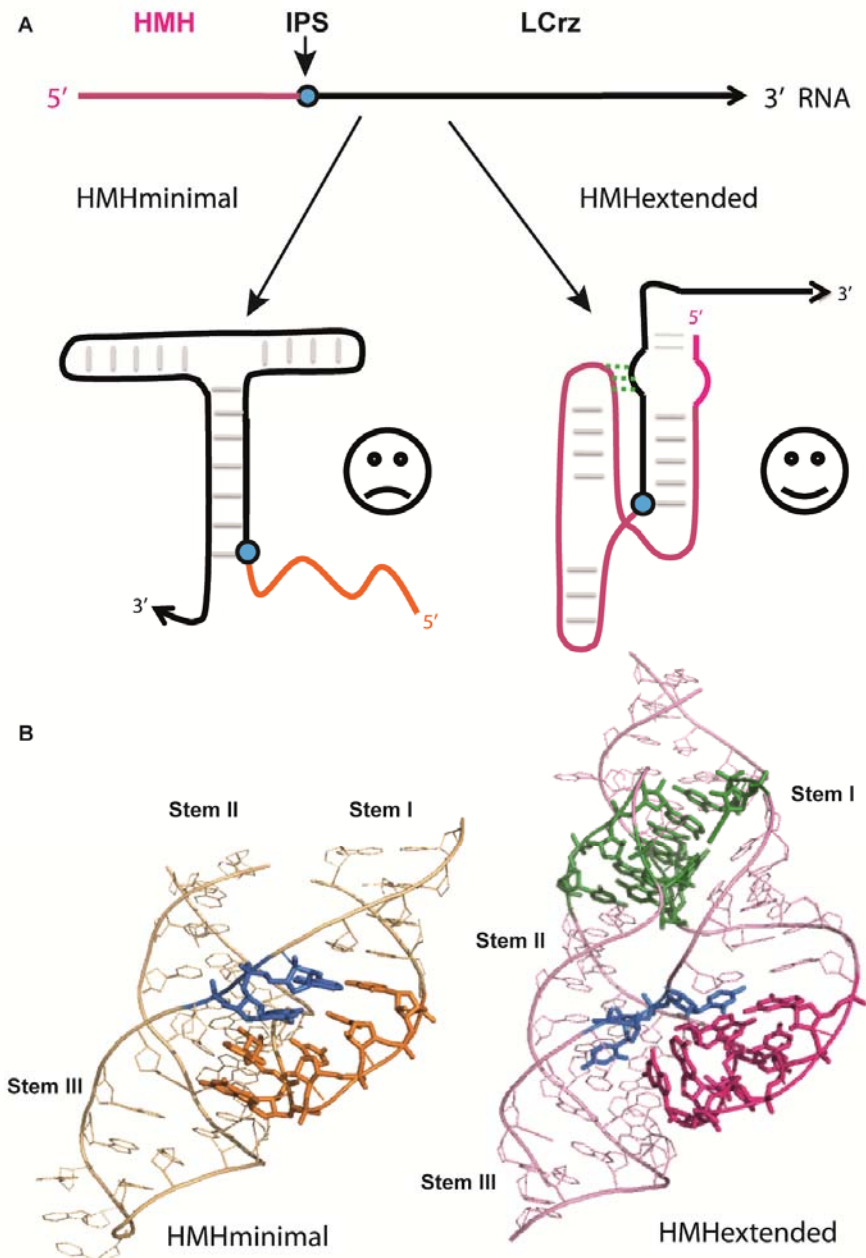 A
HMH IPS LCrz
5′ 3′ RNA
HMHminimal HMHextended
3′
5′
3′
5′
B
Stem II Stem I
Stem I
Stem II
Stem III
Stem III
HMHminimal HMHextended